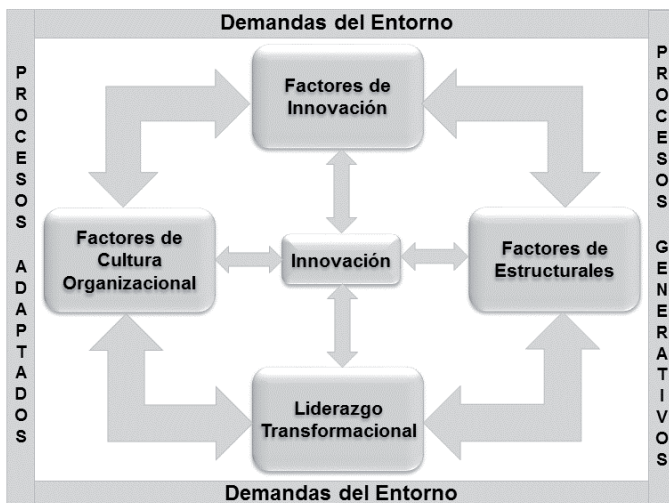 Demandas del Entorno
PROCESOS ADAPTADOS
Factores de
Innovación
PROCESOS GENERATIVOS
Factores de
Cultura
Organizacional
Innovación
Factores de
Estructurales
Liderazgo
Transformacional
Demandas del Entorno